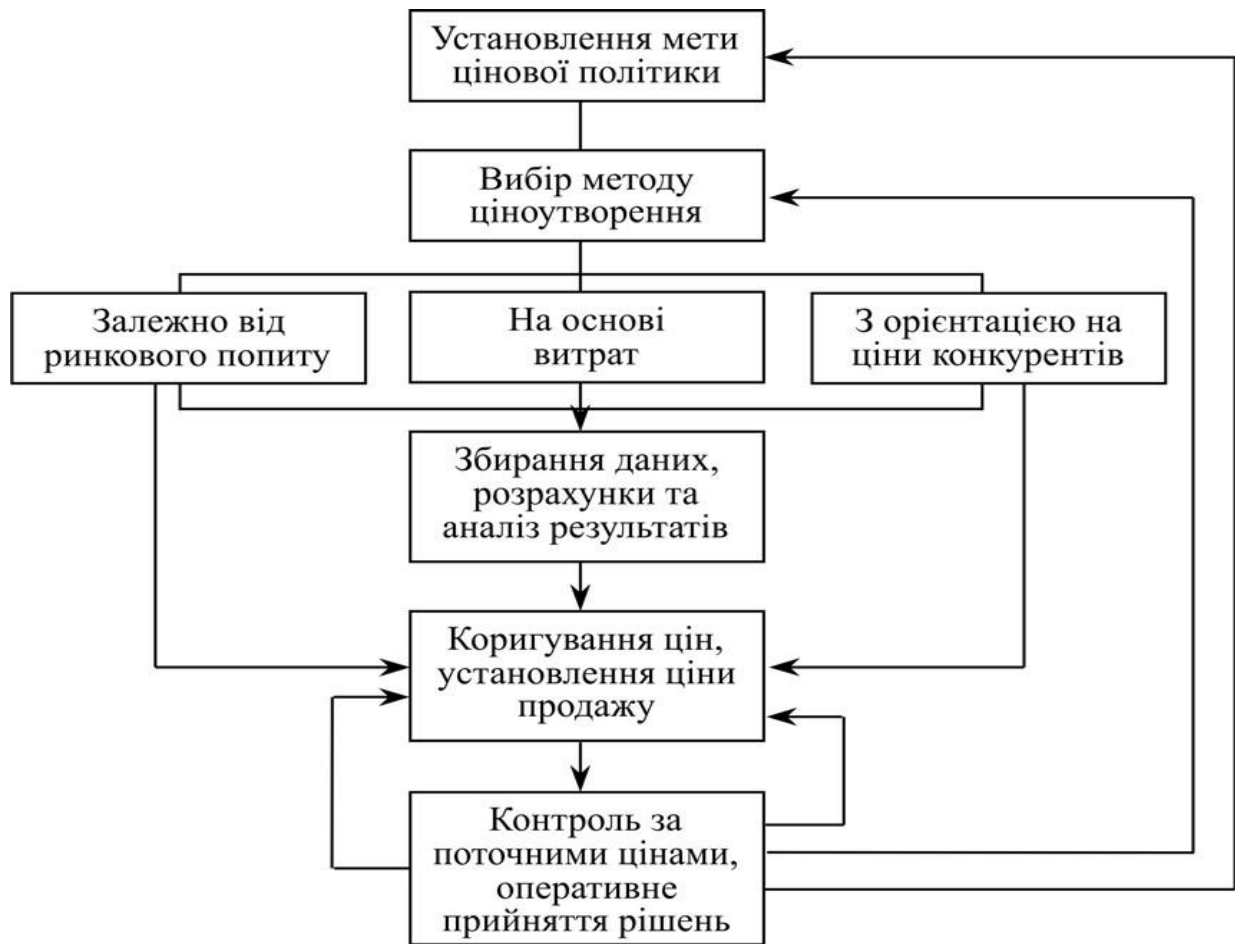 Установлення мети
цінової політики
Вибір методу
ціноутворення
Залежно від
ринкового попиту
На основі
витрат
З орієнтацією на
ціни конкурентів
Збирання даних,
розрахунки та
аналіз результатів
Коригування цін,
установлення ціни
продажу
Контроль за
поточними цінами,
оперативне
прийняття рішень